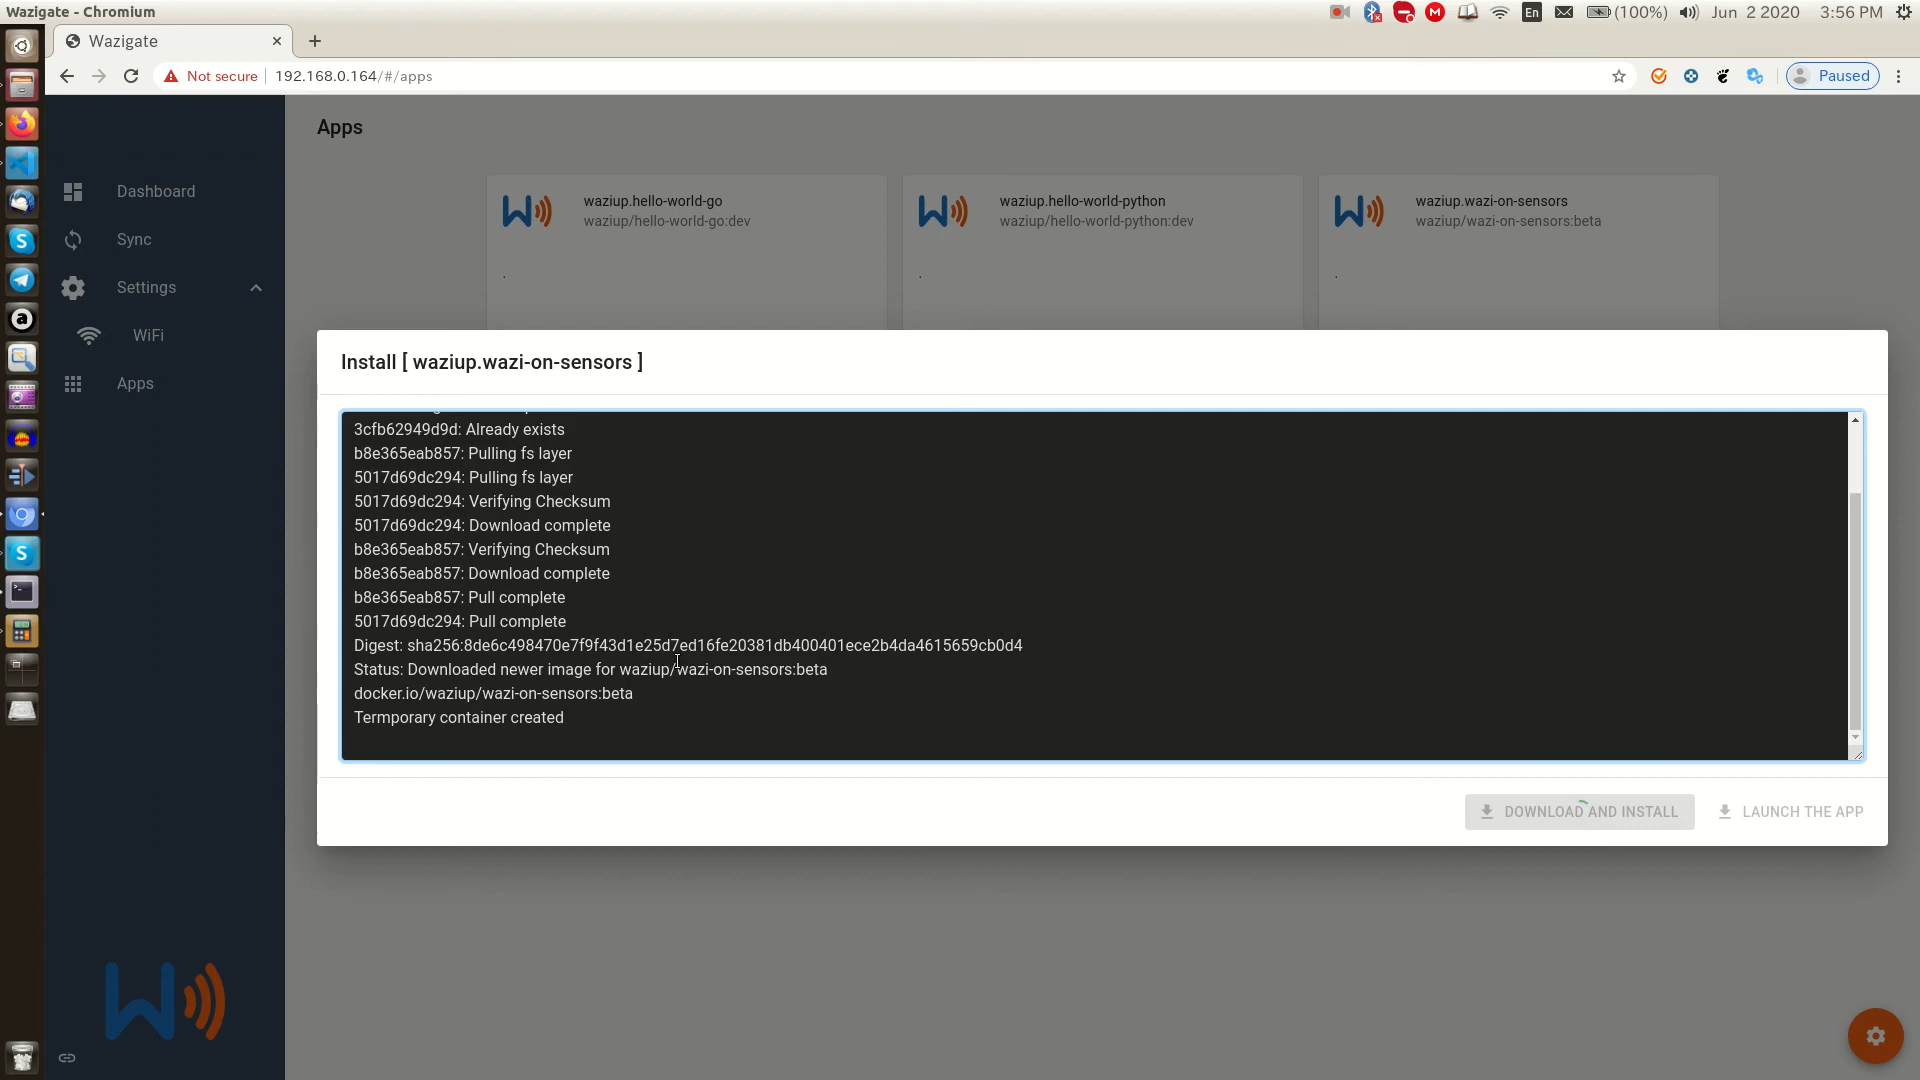 Wazigate - Chromium
En
(100%)
Jun 2 2020
3:56 PM
Wazigate
Not secure
192.168.0.164/#/apps
Paused
Apps
Dashboard
Sync
Settings
WiFi
Apps
waziup.hello-world-go
waziup/hello-world-go:dev
.
waziup.hello-world-python
waziup/hello-world-python:dev
.
waziup.wazi-on-sensors
waziup/wazi-on-sensors:beta
.
Install [ waziup.wazi-on-sensors ]
3cfb62949d9d: Already exists
b8e365eab857: Pulling fs layer
5017d69dc294: Pulling fs layer
5017d69dc294: Verifying Checksum
5017d69dc294: Download complete
b8e365eab857: Verifying Checksum
b8e365eab857: Download complete
b8e365eab857: Pull complete
5017d69dc294: Pull complete
Digest: sha256:8de6c498470e7f9f43d1e25d7ed16fe20381db400401ece2b4da4615659cb0d4
Status: Downloaded newer image for waziup/wazi-on-sensors:beta
docker.io/waziup/wazi-on-sensors:beta
Termporary container created
DOWNLOAD AND INSTALL
LAUNCH THE APP